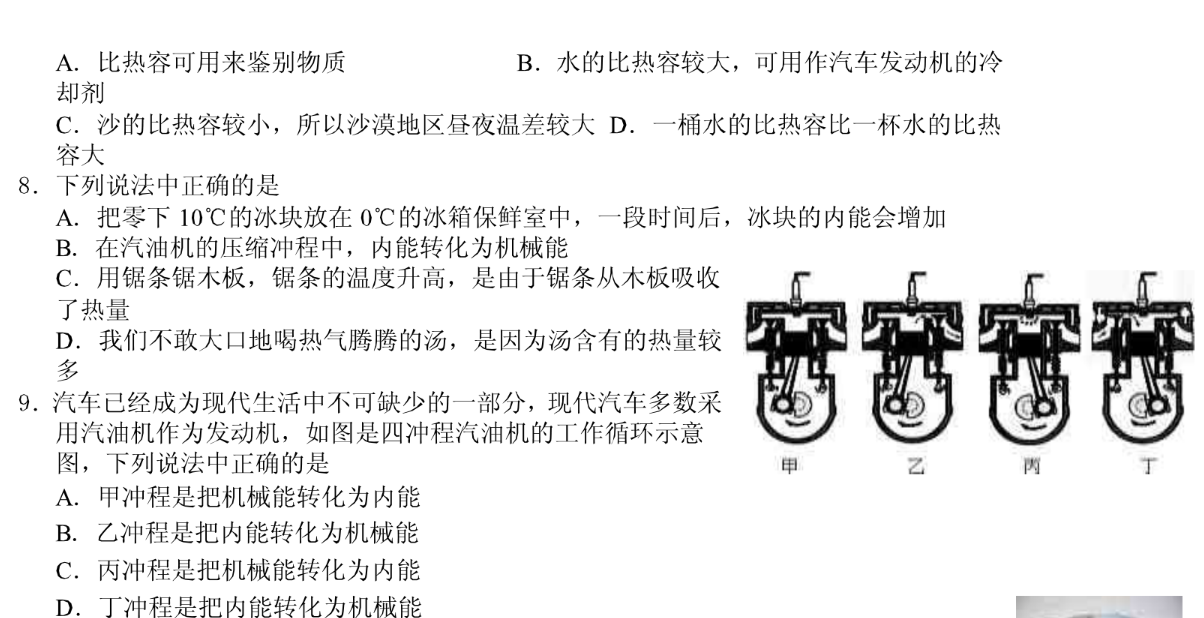 A．比热容可用来鉴别物质 B．水的比热容较大，可用作汽车发动机的冷
却剂
C．沙的比热容较小，所以沙漠地区昼夜温差较大 D．一桶水的比热容比一杯水的比热
容大
8．下列说法中正确的是
A．把零下 10℃的冰块放在 0℃的冰箱保鲜室中，一段时间后，冰块的内能会增加
B．在汽油机的压缩冲程中，内能转化为机械能
C．用锯条锯木板，锯条的温度升高，是由于锯条从木板吸收
了热量
D．我们不敢大口地喝热气腾腾的汤，是因为汤含有的热量较
多
9．汽车已经成为现代生活中不可缺少的一部分，现代汽车多数采
用汽油机作为发动机，如图是四冲程汽油机的工作循环示意
图，下列说法中正确的是
甲 乙 丙 丁
A．甲冲程是把机械能转化为内能
B．乙冲程是把内能转化为机械能
C．丙冲程是把机械能转化为内能
D．丁冲程是把内能转化为机械能